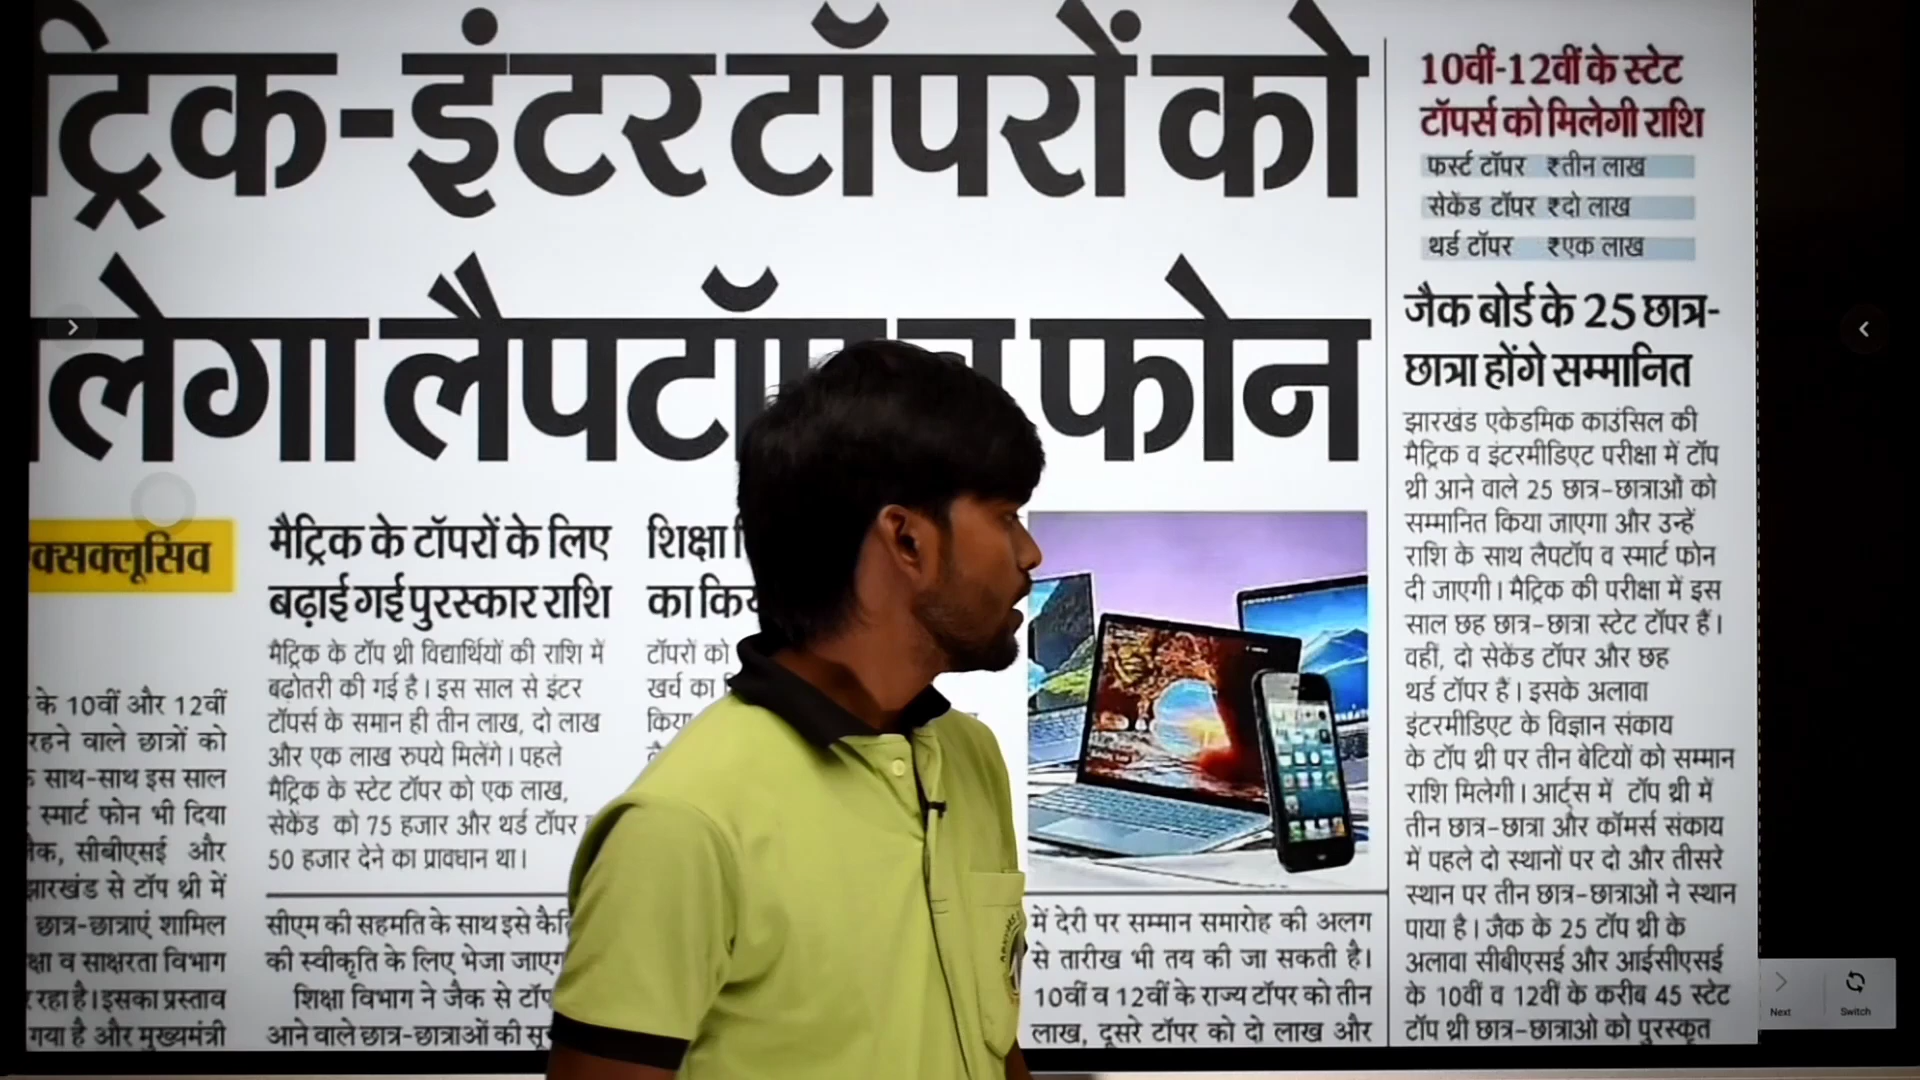 ट्रिक-इंटर टॉपरों को
लेगा लैपटॉप फोन
क्सक्लूसिव
के 10वीं और 12वीं
रहने वाले छात्रों को
साथ-साथ इस साल
स्मार्ट फोन भी दिया
सीबीएसई और
झारखंड से टॉप थ्री में
छात्र-छात्राएं शामिल
क्षा व साक्षरता विभाग
रहा है। इसका प्रस्ताव
गया है और मुख्यमंत्री
मैट्रिक के टॉपरों के लिए
बढ़ाई गई पुरस्कार राशि
मैट्रिक के टॉप थ्री विद्यार्थियों की राशि में
बढोतरी की गई है। इस साल से इंटर
टॉपर्स के समान ही तीन लाख, दो लाख
और एक लाख रुपये मिलेंगे। पहले
मैट्रिक के स्टेट टॉपर को एक लाख,
सेकेंड को 75 हजार और थर्ड टॉपर
50 हजार देने का प्रावधान था।
सीएम की सहमति के साथ इसे
की स्वीकृति के लिए भेजा
शिक्षा विभाग ने जैक से
आने वाले छात्र-छात्राओं की
शिक्षा
का
टॉपरों को
खर्च का
में देरी पर सम्मान समारोह की अलग
से तारीख भी तय की जा सकती है।
10वीं व 12वीं के राज्य टॉपर को तीन
लाख, दूसरे टॉपर को दो लाख और
10वीं-12वीं के स्टेट
टॉपर्स को मिलेगी राशि
फर्स्ट टॉपर ₹तीन लाख
सेकेंड टॉपर ₹दो लाख
थर्ड टॉपर ₹एक लाख
जैक बोर्ड के 25 छात्र-
छात्रा होंगे सम्मानित
झारखंड एकेडमिक काउंसिल की
मैट्रिक व इंटरमीडिएट परीक्षा में टॉप
थ्री आने वाले 25 छात्र-छात्राओं को
सम्मानित किया जाएगा और उन्हें
राशि के साथ लैपटॉप व स्मार्ट फोन
दी जाएगी। मैट्रिक की परीक्षा में इस
साल छह छात्र-छात्रा स्टेट टॉपर हैं।
वहीं, दो सेकेंड टॉपर और छह
थर्ड टॉपर हैं। इसके अलावा
इंटरमीडिएट के विज्ञान संकाय
के टॉप थ्री पर तीन बेटियों को सम्मान
राशि मिलेगी। आर्ट्स में टॉप थ्री में
तीन छात्र-छात्रा और कॉमर्स संकाय
में पहले दो स्थानों पर दो और तीसरे
स्थान पर तीन छात्र-छात्राओं ने स्थान
पाया है। जैक के 25 टॉप थ्री के
अलावा सीबीएसई और आईसीएसई
के 10वीं व 12वीं के करीब 45 स्टेट
टॉप थ्री छात्र-छात्राओ को पुरस्कृत
Next
Switch